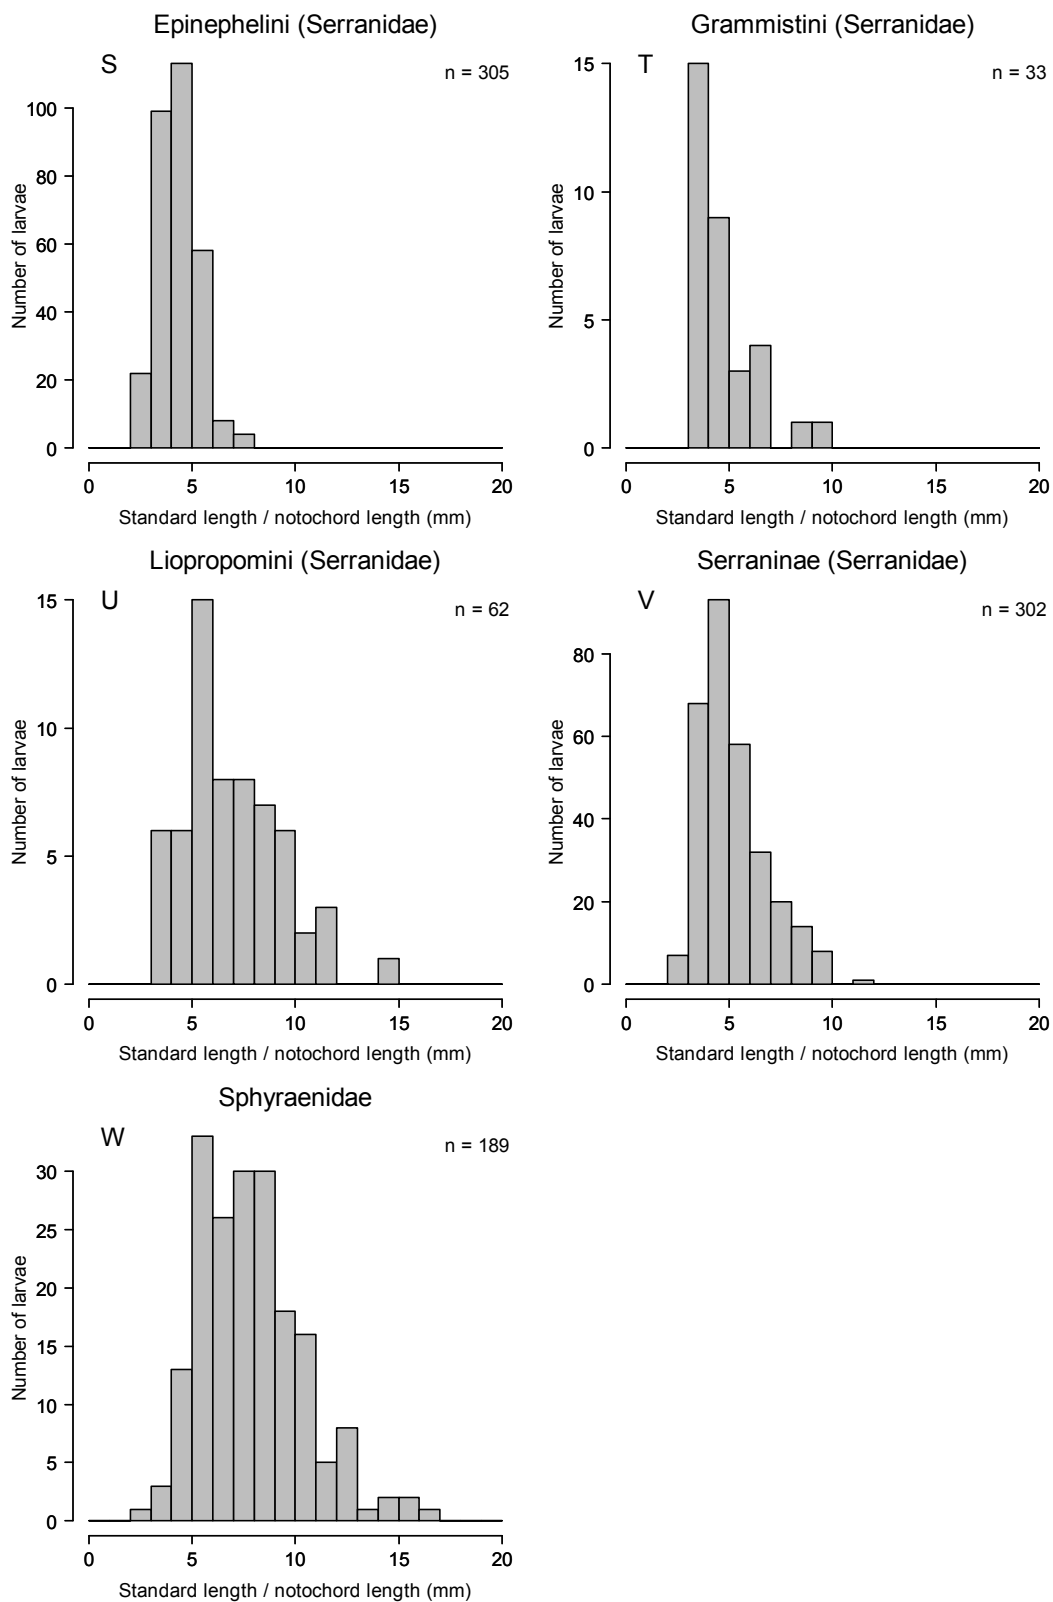 Epinephelini (Serranidae)
S
n = 305
Number of larvae
0
20
40
60
80
100
0 5 10 15 20
Standard length / notochord length (mm)
Grammistini (Serranidae)
T
n = 33
Number of larvae
0
5
10
15
0 5 10 15 20
Standard length / notochord length (mm)
Liopropomini (Serranidae)
U
n = 62
Number of larvae
0
5
10
15
0 5 10 15 20
Standard length / notochord length (mm)
Serraninae (Serranidae)
V
n = 302
Number of larvae
0
20
40
60
80
0 5 10 15 20
Standard length / notochord length (mm)
Sphyraenidae
W
n = 189
Number of larvae
0
5
10
15
20
25
30
0 5 10 15 20
Standard length / notochord length (mm)